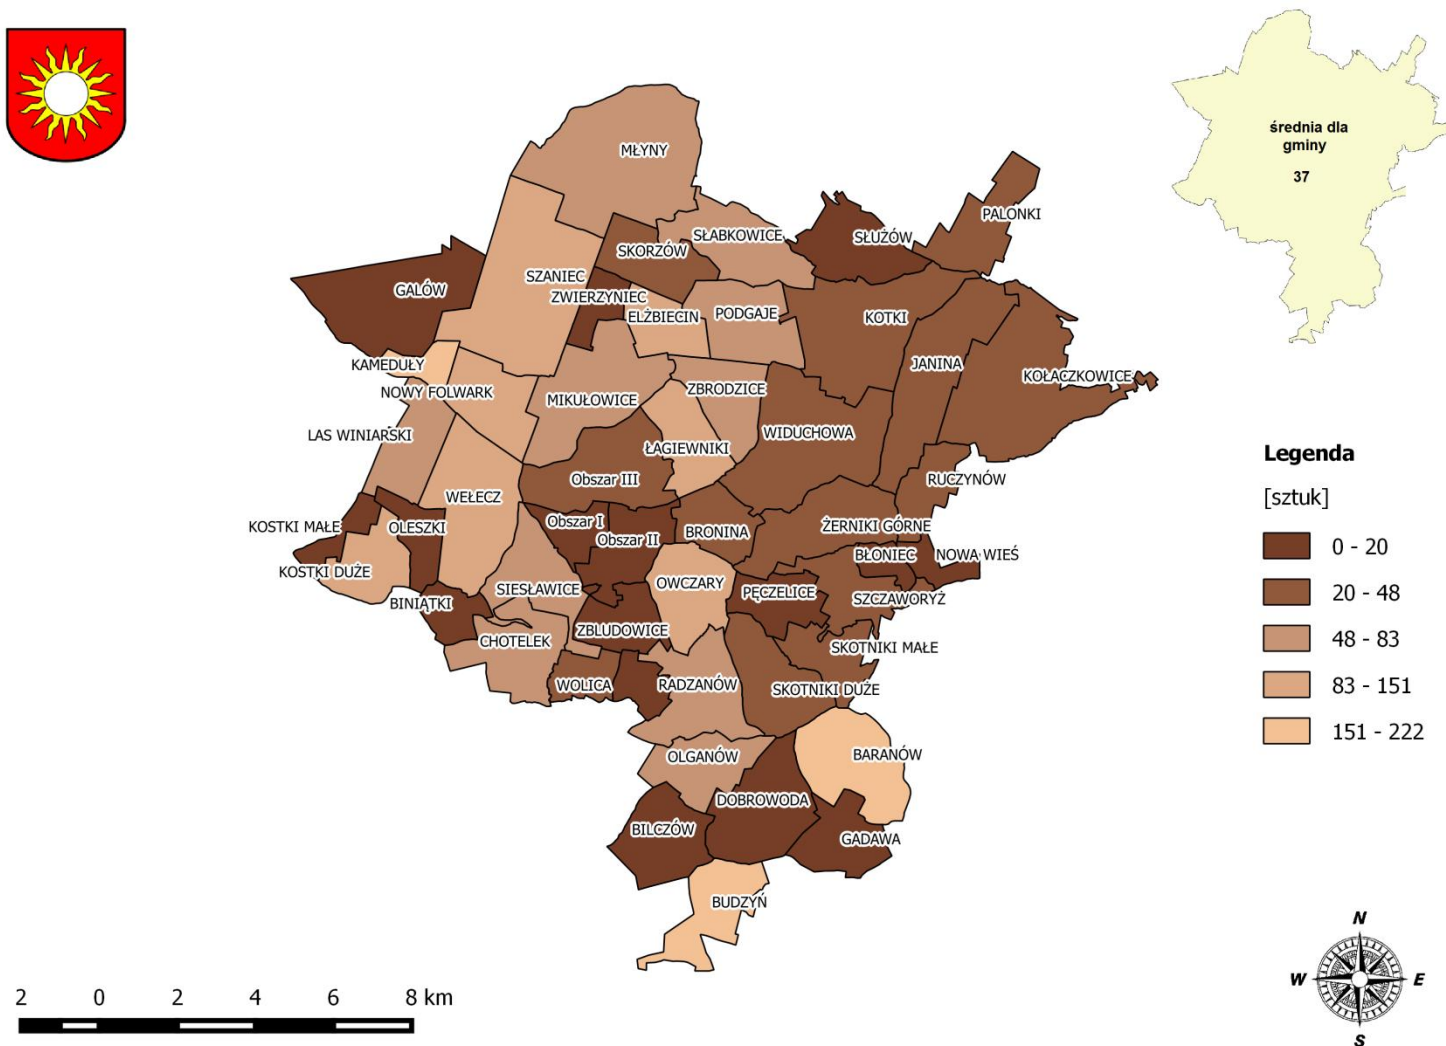 średnia dla
gminy
37
MŁYNY
PALONKI
SŁABKOWICE
SŁUŻÓW
SKORZÓW
SZANIEC
GALÓW
ZWIERZYNIEC
ELŻBIECIN
PODGAJE
KOTKI
KAMEDUŁY
JANINA
KOŁACZKOWICE
NOWY FOLWARK
MIKUŁOWICE
ZBRODZICE
LAS WINIARSKI
WIDUCHOWA
ŁAGIEWNIKI
Obszar III
RUCZYNÓW
WEŁECZ
KOSTKI MAŁE
OLESZKI
Obszar I
Obszar II
BRONINA
ŻERNIKI GÓRNE
BŁONIEC
NOWA WIEŚ
KOSTKI DUŻE
SIESŁAWICE
OWCZARY
PĘCZELICE
SZCZAWORYŻ
BINIĄTKI
CHOTELEK
ZBLUDOWICE
SKOTNIKI MAŁE
WOLICA
RADZANÓW
SKOTNIKI DUŻE
OLGANÓW
BARANÓW
DOBROWODA
BILCZÓW
GADAWA
BUDZYŃ
Legenda
[sztuk]
0 - 20
20 - 48
48 - 83
83 - 151
151 - 222
2 0 2 4 6 8 km
N
W E
S